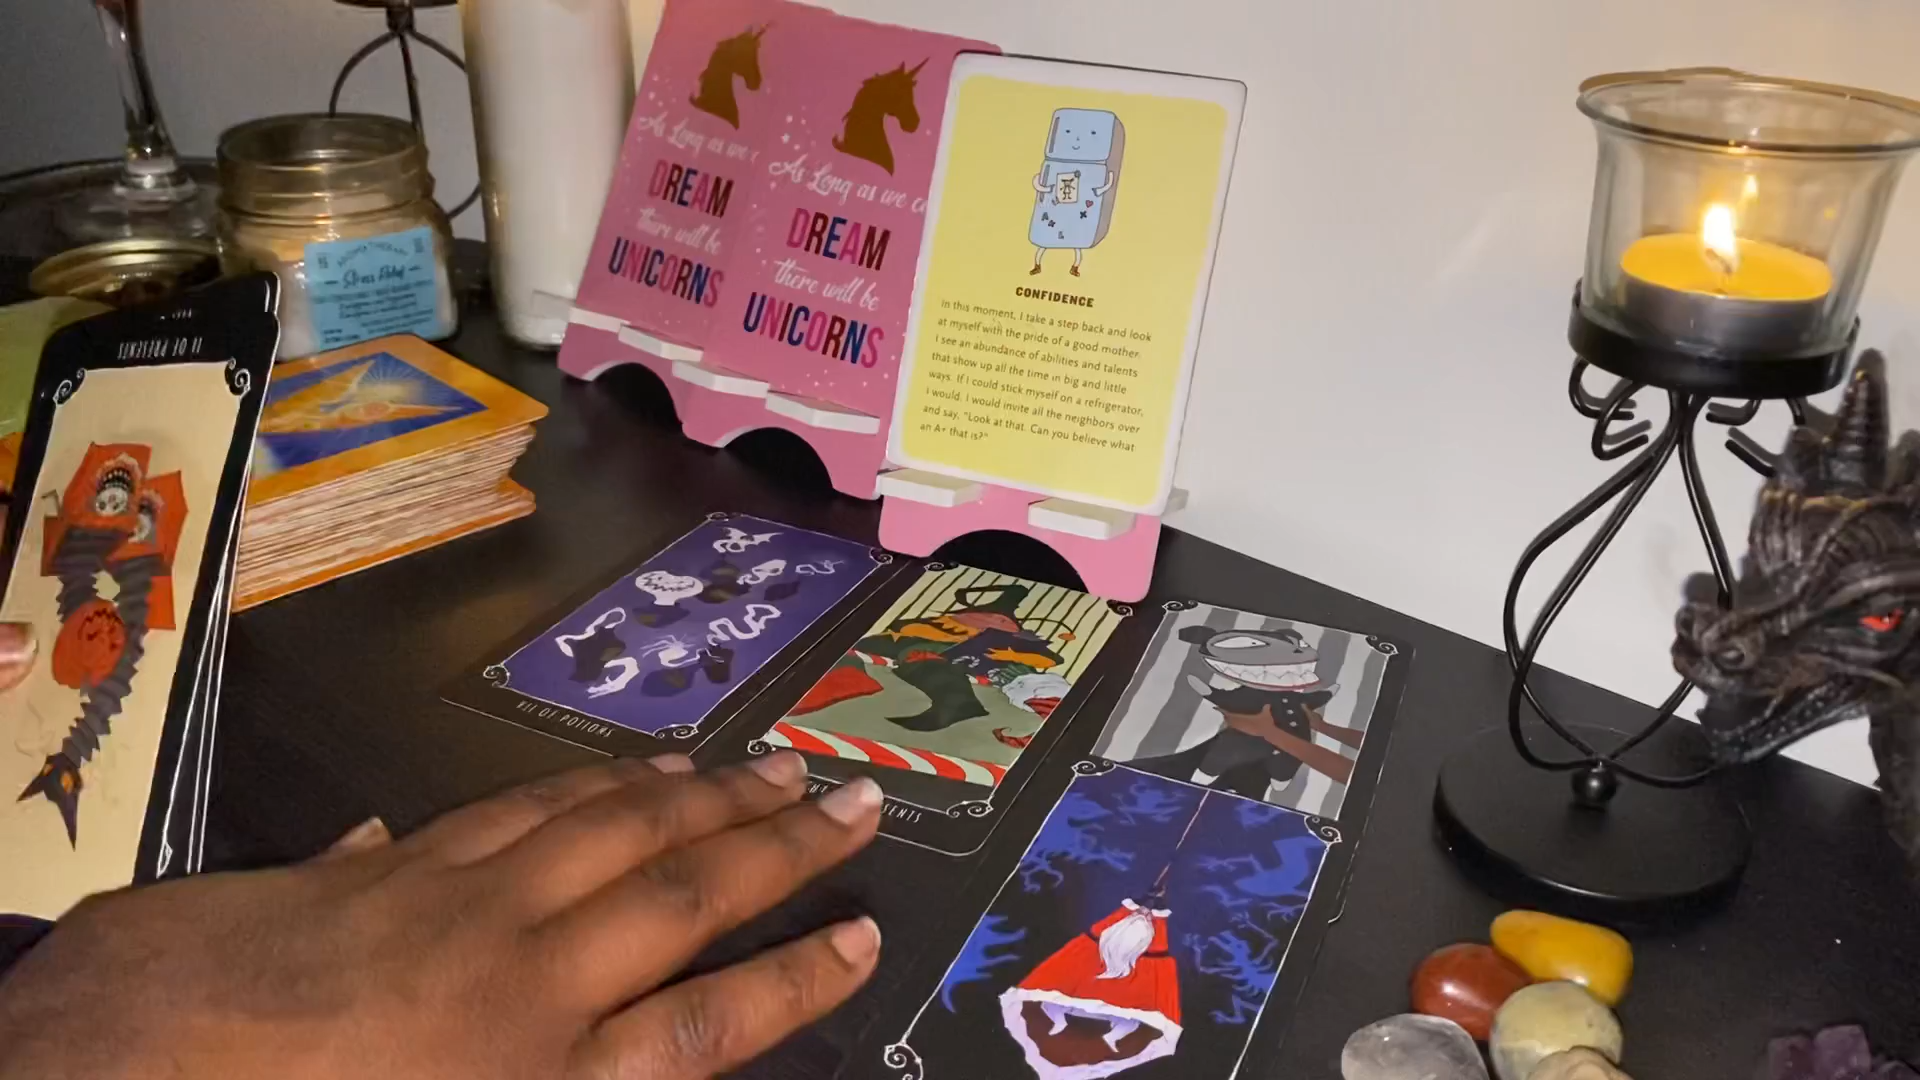 As Long as we
DREAM
there will be
UNICORNS
As Long as we
DREAM
there will be
UNICORNS
CONFIDENCE
In this moment, I take a step back and look
at myself with the pride of a good mother.
I see an abundance of abilities and talents
that show up all the time in big and little
ways. If I could stick myself on a refrigerator,
I would. I would invite all the neighbors over
and say, "Look at that. Can you believe what
an A+ that is?"
AROMATHERAPY
Stress Relief
II OF PRESENTS
VII OF POTIONS